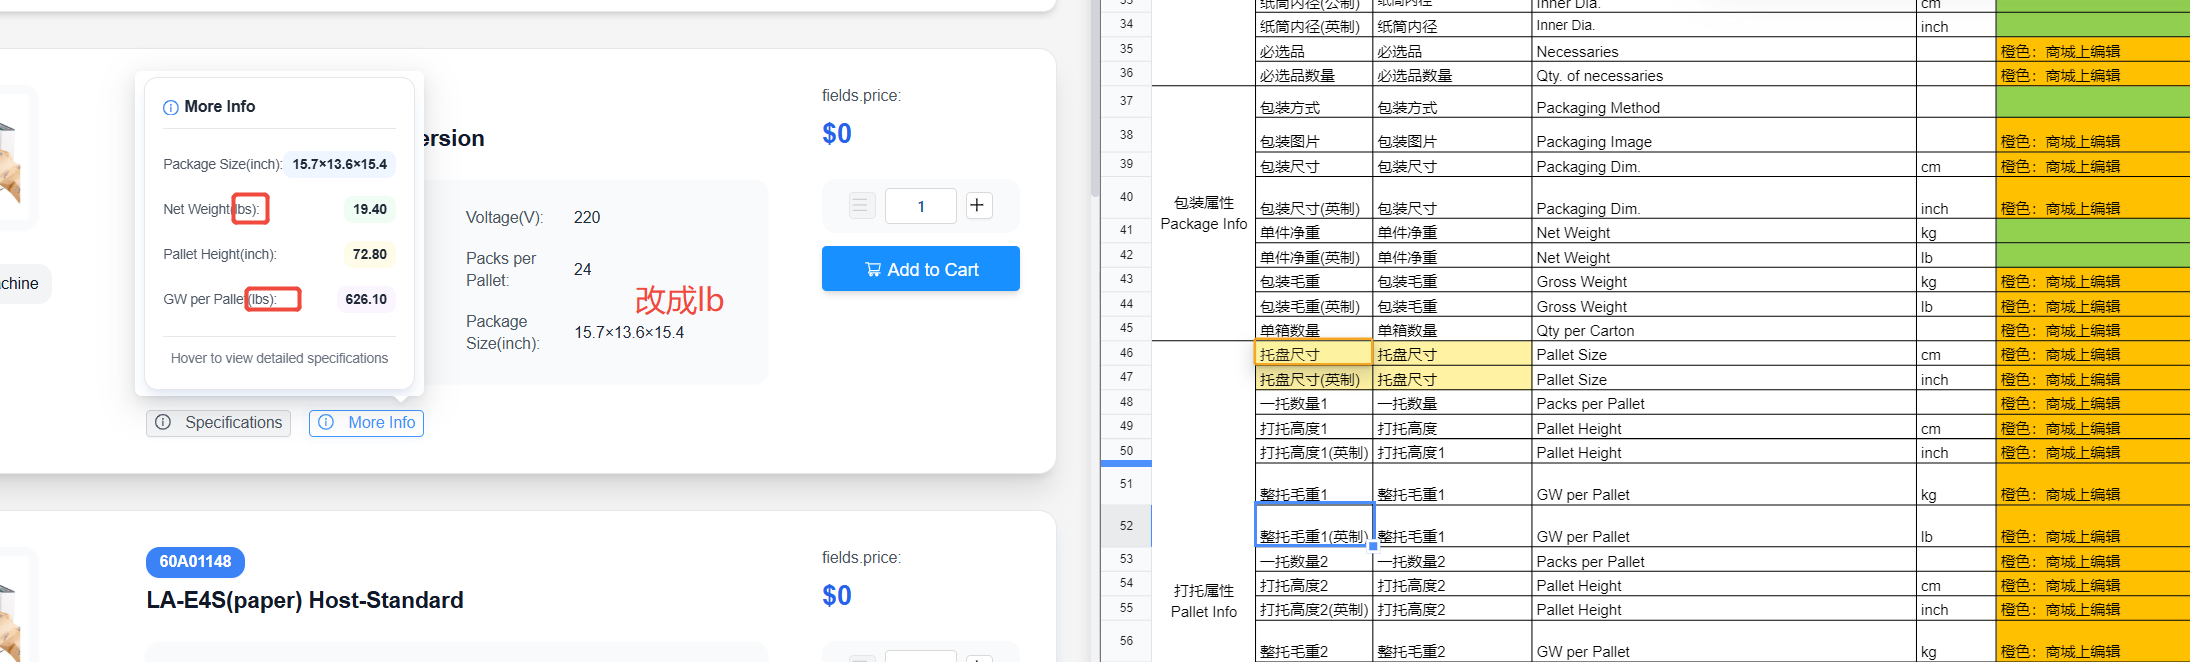 More Info
Package Size(inch): 15.7×13.6×15.4
Net Weight(lbs): 19.40
Pallet Height(inch): 72.80
GW per Pallet(lbs): 626.10
Hover to view detailed specifications
ersion
Voltage(V): 220
Packs per Pallet: 24
改成lb
Package Size(inch): 15.7×13.6×15.4
fields.price:
$0
1
Add to Cart
chine
Specifications
More Info
60A01148
LA-E4S(paper) Host-Standard
fields.price:
$0
33 纸筒内径(公制) 纸筒内径 Inner Dia. cm
34 纸筒内径(英制) 纸筒内径 Inner Dia. inch
35 必选品 必选品 Necessaries 橙色：商城上编辑
36 必选品数量 必选品数量 Qty. of necessaries 橙色：商城上编辑
包装属性
Package Info
37 包装方式 包装方式 Packaging Method
38 包装图片 包装图片 Packaging Image 橙色：商城上编辑
39 包装尺寸 包装尺寸 Packaging Dim. cm 橙色：商城上编辑
40 包装尺寸(英制) 包装尺寸 Packaging Dim. inch 橙色：商城上编辑
41 单件净重 单件净重 Net Weight kg
42 单件净重(英制) 单件净重 Net Weight lb
43 包装毛重 包装毛重 Gross Weight kg 橙色：商城上编辑
44 包装毛重(英制) 包装毛重 Gross Weight lb 橙色：商城上编辑
45 单箱数量 单箱数量 Qty per Carton 橙色：商城上编辑
打托属性
Pallet Info
46 托盘尺寸 托盘尺寸 Pallet Size cm 橙色：商城上编辑
47 托盘尺寸(英制) 托盘尺寸 Pallet Size inch 橙色：商城上编辑
48 一托数量1 一托数量 Packs per Pallet 橙色：商城上编辑
49 打托高度1 打托高度 Pallet Height cm 橙色：商城上编辑
50 打托高度1(英制) 打托高度1 Pallet Height inch 橙色：商城上编辑
51 整托毛重1 整托毛重1 GW per Pallet kg 橙色：商城上编辑
52 整托毛重1(英制) 整托毛重1 GW per Pallet lb 橙色：商城上编辑
53 一托数量2 一托数量2 Packs per Pallet 橙色：商城上编辑
54 打托高度2 打托高度2 Pallet Height cm 橙色：商城上编辑
55 打托高度2(英制) 打托高度2 Pallet Height inch 橙色：商城上编辑
56 整托毛重2 整托毛重2 GW per Pallet kg 橙色：商城上编辑